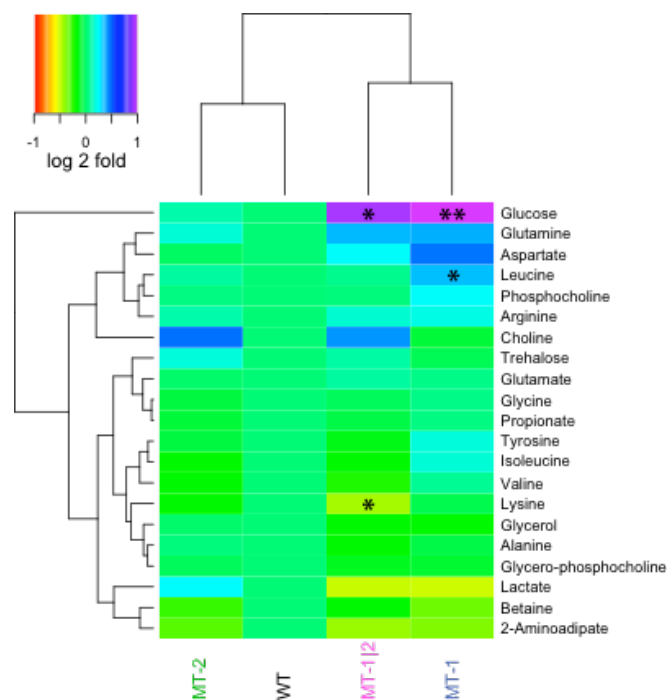 -1 0 1
log 2 fold
* ** Glucose
Glutamine
Aspartate
* Leucine
Phosphocholine
Arginine
Choline
Trehalose
Glutamate
Glycine
Propionate
Tyrosine
Isoleucine
Valine
* Lysine
Glycerol
Alanine
Glycero-phosphocholine
Lactate
Betaine
2-Aminoadipate
MT-2
WT
MT-1|2
MT-1